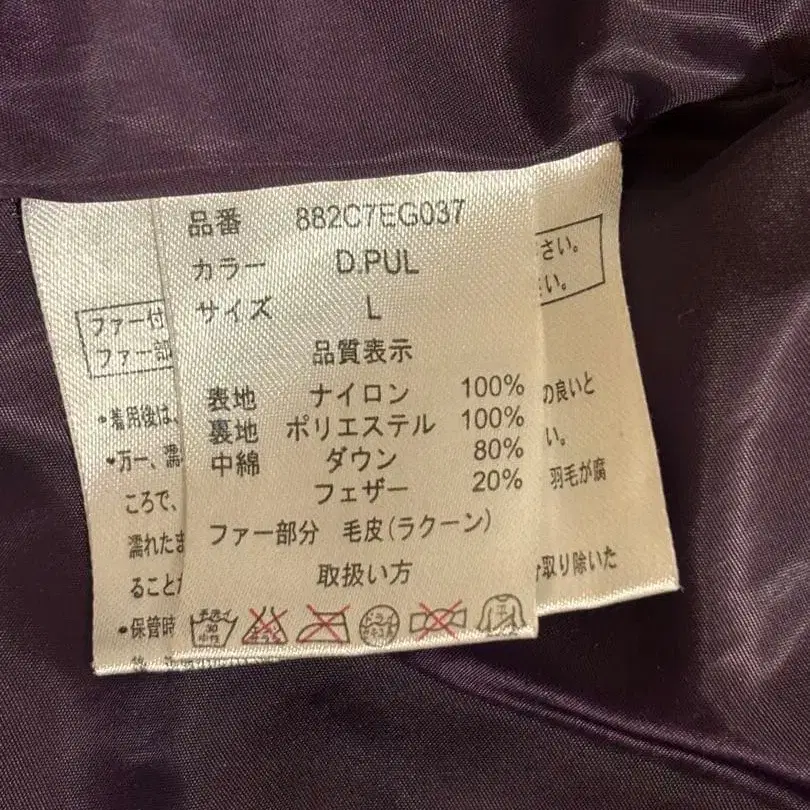 品番 882C7EG037
カラー D.PUL
サイズ L
品質表示
表地 ナイロン 100%
裏地 ポリエステル 100%
中綿 ダウン 80%
フェザー 20%
ファー部分 毛皮(ラクーン)
取扱い方
ファー付
ファー部
•着用後は、
•万一、濡
ころで、
濡れたま
ること
•保管時
さい。
い。
の良いと
い。
羽毛が腐
取り除いた